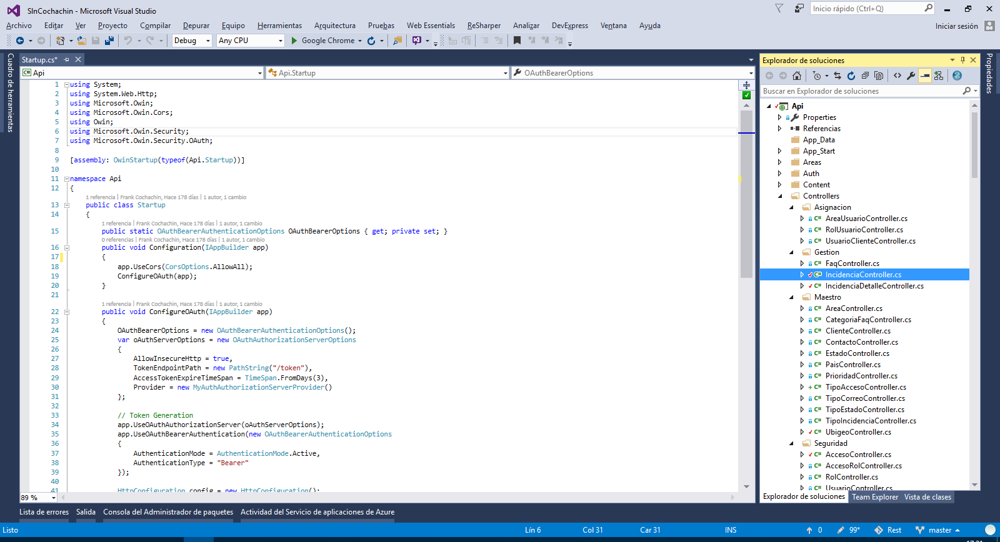 SInCochachin - Microsoft Visual Studio
Inicio rápido (Ctrl+Q)
Archivo Editar Ver Proyecto Compilar Depurar Equipo Herramientas Arquitectura Pruebas Web Essentials ReSharper Analizar DevExpress Ventana Ayuda
Iniciar sesión
Debug Any CPU Google Chrome
Cuadro de herramientas
Startup.cs*
Api Api.Startup OAuthBearerOptions
1 using System;
2 using System.Web.Http;
3 using Microsoft.Owin;
4 using Microsoft.Owin.Cors;
5 using Owin;
6 using Microsoft.Owin.Security;
7 using Microsoft.Owin.Security.OAuth;
8
9 [assembly: OwinStartup(typeof(Api.Startup))]
10
11 namespace Api
12 {
1 referencia | Frank Cochachin, Hace 178 días | 1 autor, 1 cambio
13 public class Startup
14 {
1 referencia | Frank Cochachin, Hace 178 días | 1 autor, 1 cambio
15 public static OAuthBearerAuthenticationOptions OAuthBearerOptions { get; private set; }
0 referencias | Frank Cochachin, Hace 178 días | 1 autor, 1 cambio
16 public void Configuration(IAppBuilder app)
17 {
18 app.UseCors(CorsOptions.AllowAll);
19 ConfigureOAuth(app);
20 }
21
1 referencia | Frank Cochachin, Hace 178 días | 1 autor, 1 cambio
22 public void ConfigureOAuth(IAppBuilder app)
23 {
24 OAuthBearerOptions = new OAuthBearerAuthenticationOptions();
25 var oAuthServerOptions = new OAuthAuthorizationServerOptions
26 {
27 AllowInsecureHttp = true,
28 TokenEndpointPath = new PathString("/token"),
29 AccessTokenExpireTimeSpan = TimeSpan.FromDays(3),
30 Provider = new MyAuthAuthorizationServerProvider()
31 };
32
33 // Token Generation
34 app.UseOAuthAuthorizationServer(oAuthServerOptions);
35 app.UseOAuthBearerAuthentication(new OAuthBearerAuthenticationOptions
36 {
37 AuthenticationMode = AuthenticationMode.Active,
38 AuthenticationType = "Bearer"
39 });
40
41 HttpConfiguration config = new HttpConfiguration();
89 %
Explorador de soluciones
Buscar en Explorador de soluciones
Api
Properties
Referencias
App_Data
App_Start
Areas
Auth
Content
Controllers
Asignacion
C# AreaUsuarioController.cs
C# RolUsuarioController.cs
C# UsuarioClienteController.cs
Gestion
C# FaqController.cs
C# IncidenciaController.cs
C# IncidenciaDetalleController.cs
Maestro
C# AreaController.cs
C# CategoriaFaqController.cs
C# ClienteController.cs
C# ContactoController.cs
C# EstadoController.cs
C# PaisController.cs
C# PrioridadController.cs
C# TipoAccesoController.cs
C# TipoCorreoController.cs
C# TipoEstadoController.cs
C# TipoIncidenciaController.cs
C# UbigeoController.cs
Seguridad
C# AccesoController.cs
C# AccesoRolController.cs
C# RolController.cs
C# UsuarioController.cs
Explorador de soluciones Team Explorer Vista de clases
Propiedades
Lista de errores Salida Consola del Administrador de paquetes Actividad del Servicio de aplicaciones de Azure
Listo Lín 6 Col 31 Car 31 INS 0 99* Rest master